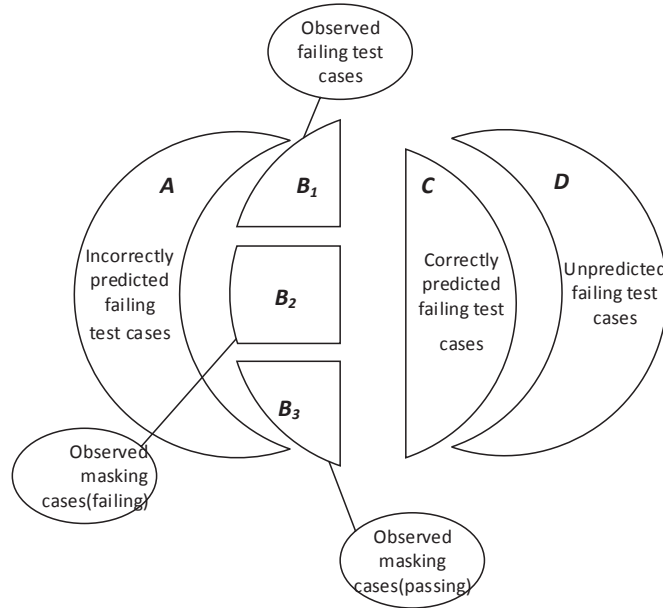 Observed
failing test
cases
A
B1
C
D
Incorrectly
predicted
failing
test cases
B2
Correctly
predicted
failing test
cases
Unpredicted
failing test
cases
B3
Observed
masking
cases(failing)
Observed
masking
cases(passing)